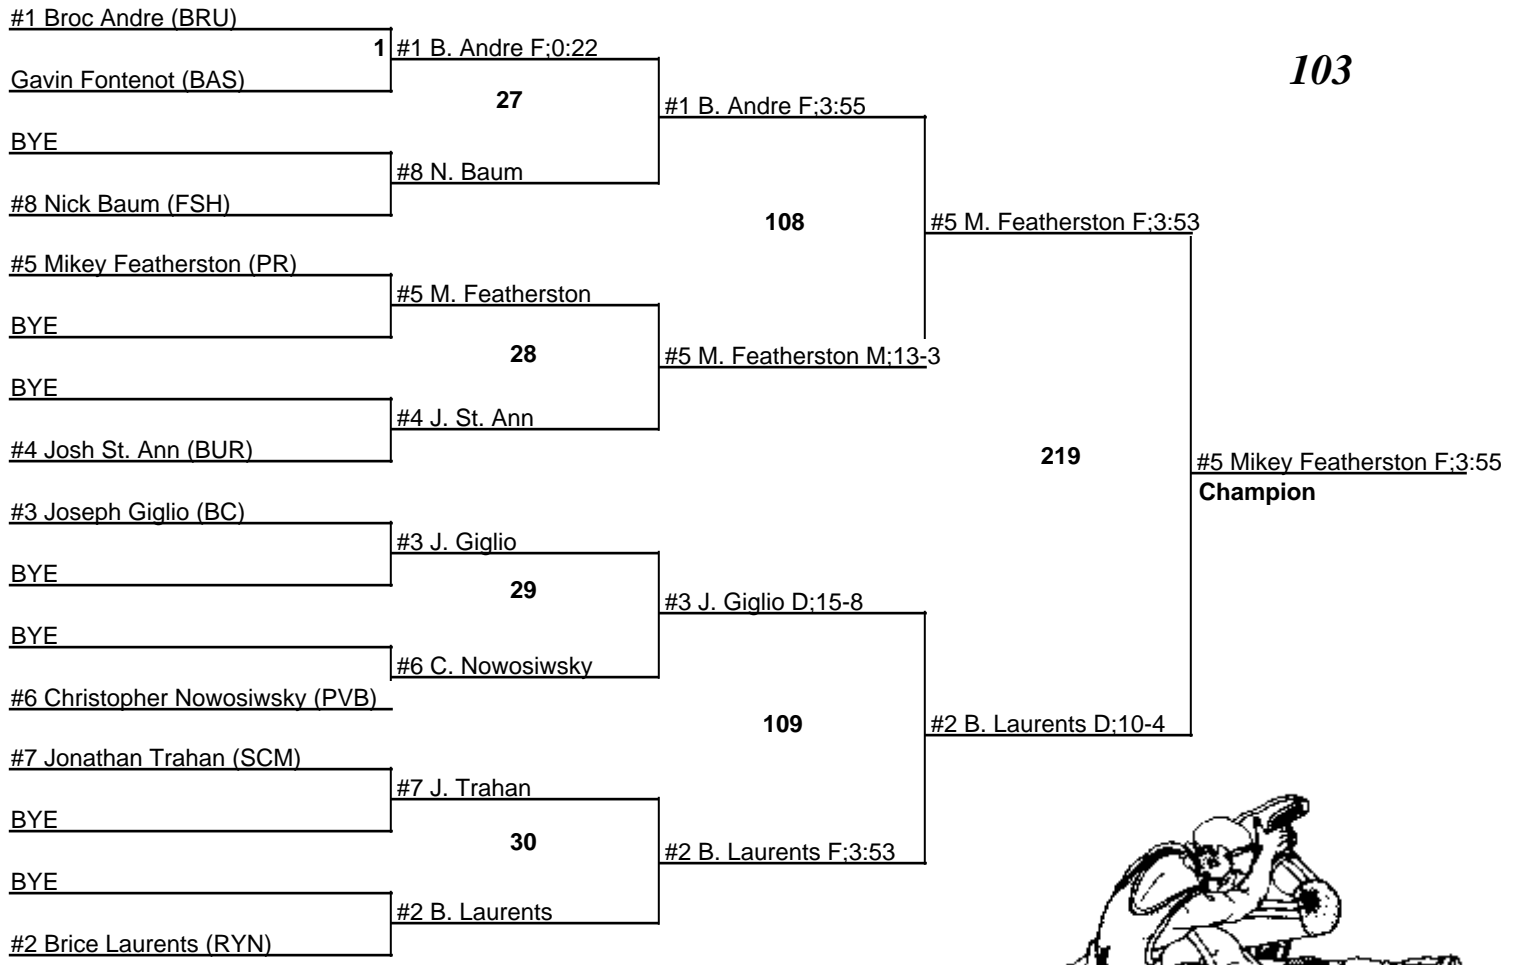 #1 Broc Andre (BRU)
1 #1 B. Andre F;0:22
103
Gavin Fontenot (BAS)
27
#1 B. Andre F;3:55
BYE
#8 N. Baum
#8 Nick Baum (FSH)
108
#5 M. Featherston F;3:53
#5 Mikey Featherston (PR)
#5 M. Featherston
BYE
28
#5 M. Featherston M;13-3
BYE
#4 J. St. Ann
#4 Josh St. Ann (BUR)
219
#5 Mikey Featherston F;3:55
Champion
#3 Joseph Giglio (BC)
#3 J. Giglio
BYE
29
#3 J. Giglio D;15-8
BYE
#6 C. Nowosiwsky
#6 Christopher Nowosiwsky (PVB)
109
#2 B. Laurents D;10-4
#7 Jonathan Trahan (SCM)
#7 J. Trahan
BYE
30
#2 B. Laurents F;3:53
BYE
#2 B. Laurents
#2 Brice Laurents (RYN)